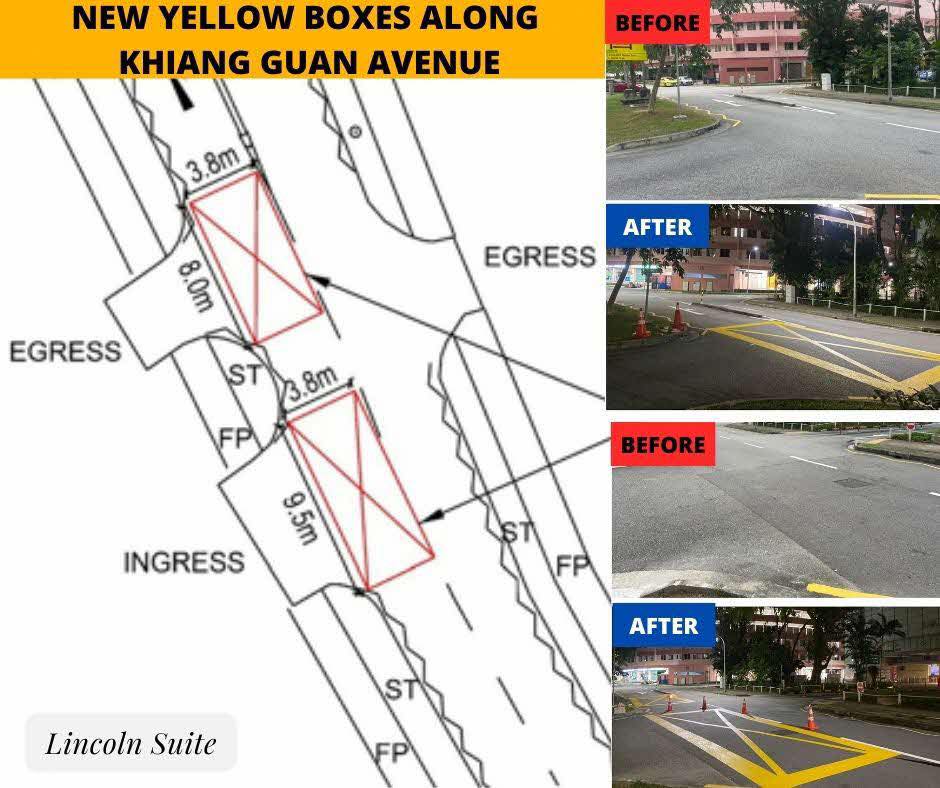 NEW YELLOW BOXES ALONG
KHIANG GUAN AVENUE
BEFORE
3.8m
AFTER
EGRESS
8.0m
EGRESS
ST
3.8m
FP
BEFORE
9.5m
ST
INGRESS
FP
AFTER
ST
Lincoln Suite
FP